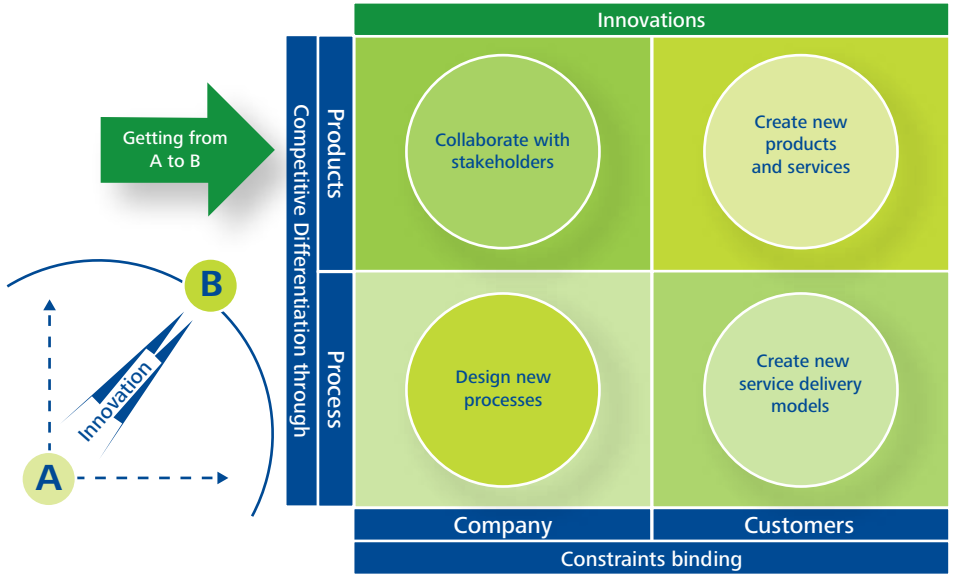 Innovations
Getting from
A to B
Competitive Differentiation through
Products
Collaborate with
stakeholders
Create new
products
and services
B
Innovation
A
Process
Design new
processes
Create new
service delivery
models
Company
Customers
Constraints binding